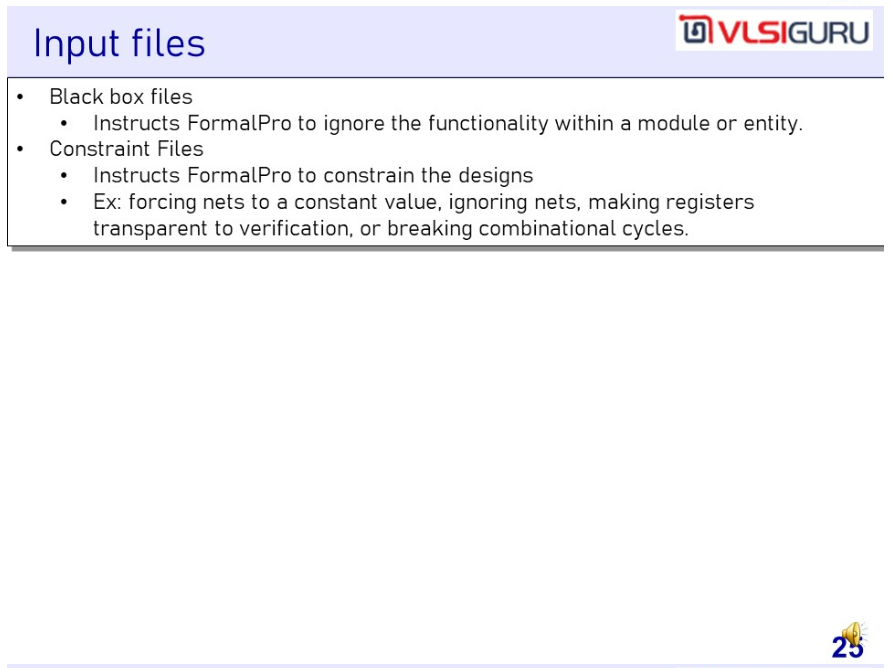 Input files
VLSIGURU
• Black box files
• Instructs FormalPro to ignore the functionality within a module or entity.
• Constraint Files
• Instructs FormalPro to constrain the designs
• Ex: forcing nets to a constant value, ignoring nets, making registers
transparent to verification, or breaking combinational cycles.
25